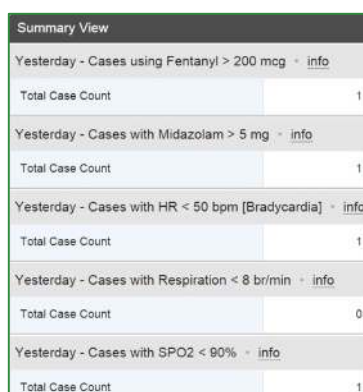 Summary View
Yesterday - Cases using Fentanyl > 200 mcg • info
Total Case Count 1
Yesterday - Cases with Midazolam > 5 mg • info
Total Case Count 1
Yesterday - Cases with HR < 50 bpm [Bradycardia] • info
Total Case Count 1
Yesterday - Cases with Respiration < 8 br/min • info
Total Case Count 0
Yesterday - Cases with SPO2 < 90% • info
Total Case Count 1